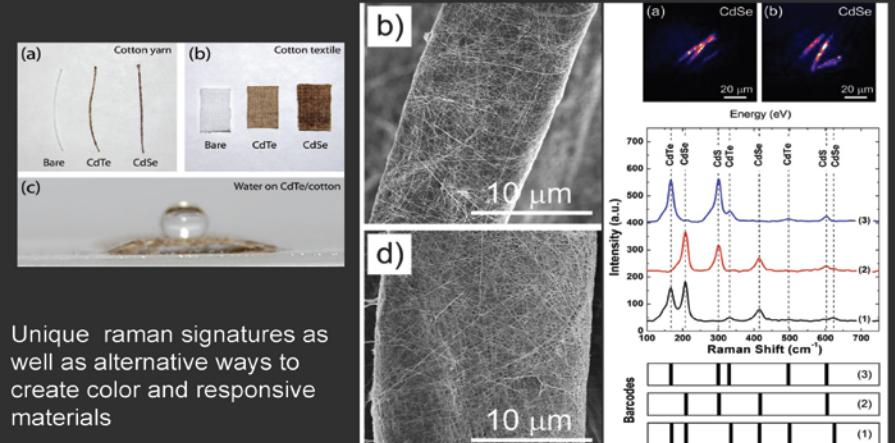 (a) Cotton yarn
Bare CdTe CdSe
(b) Cotton textile
Bare CdTe CdSe
(c) Water on CdTe/cotton
Unique raman signatures as
well as alternative ways to
create color and responsive
materials
b)
10 µm
d)
10 µm
(a) CdSe
20 µm
(b) CdSe
20 µm
Energy (eV)
CdTe CdSe CdS CdTe CdSe CdTe CdS CdSe
700
600
500
400
300
200
100
0
Intensity (a.u.)
(3)
(2)
(1)
100 200 300 400 500 600 700 750
Raman Shift (cm⁻¹)
Barcodes
(3)
(2)
(1)